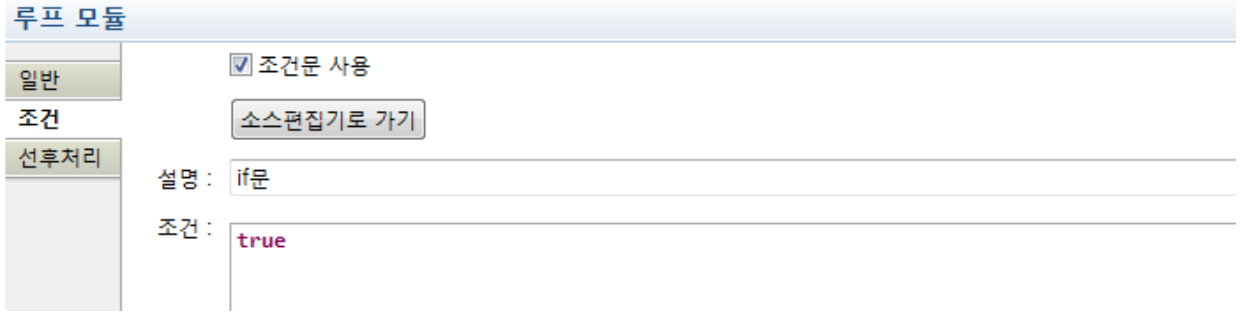 루프 모듈
일반
조건
선후처리
조건문 사용
소스편집기로 가기
설명 : if문
조건 : true